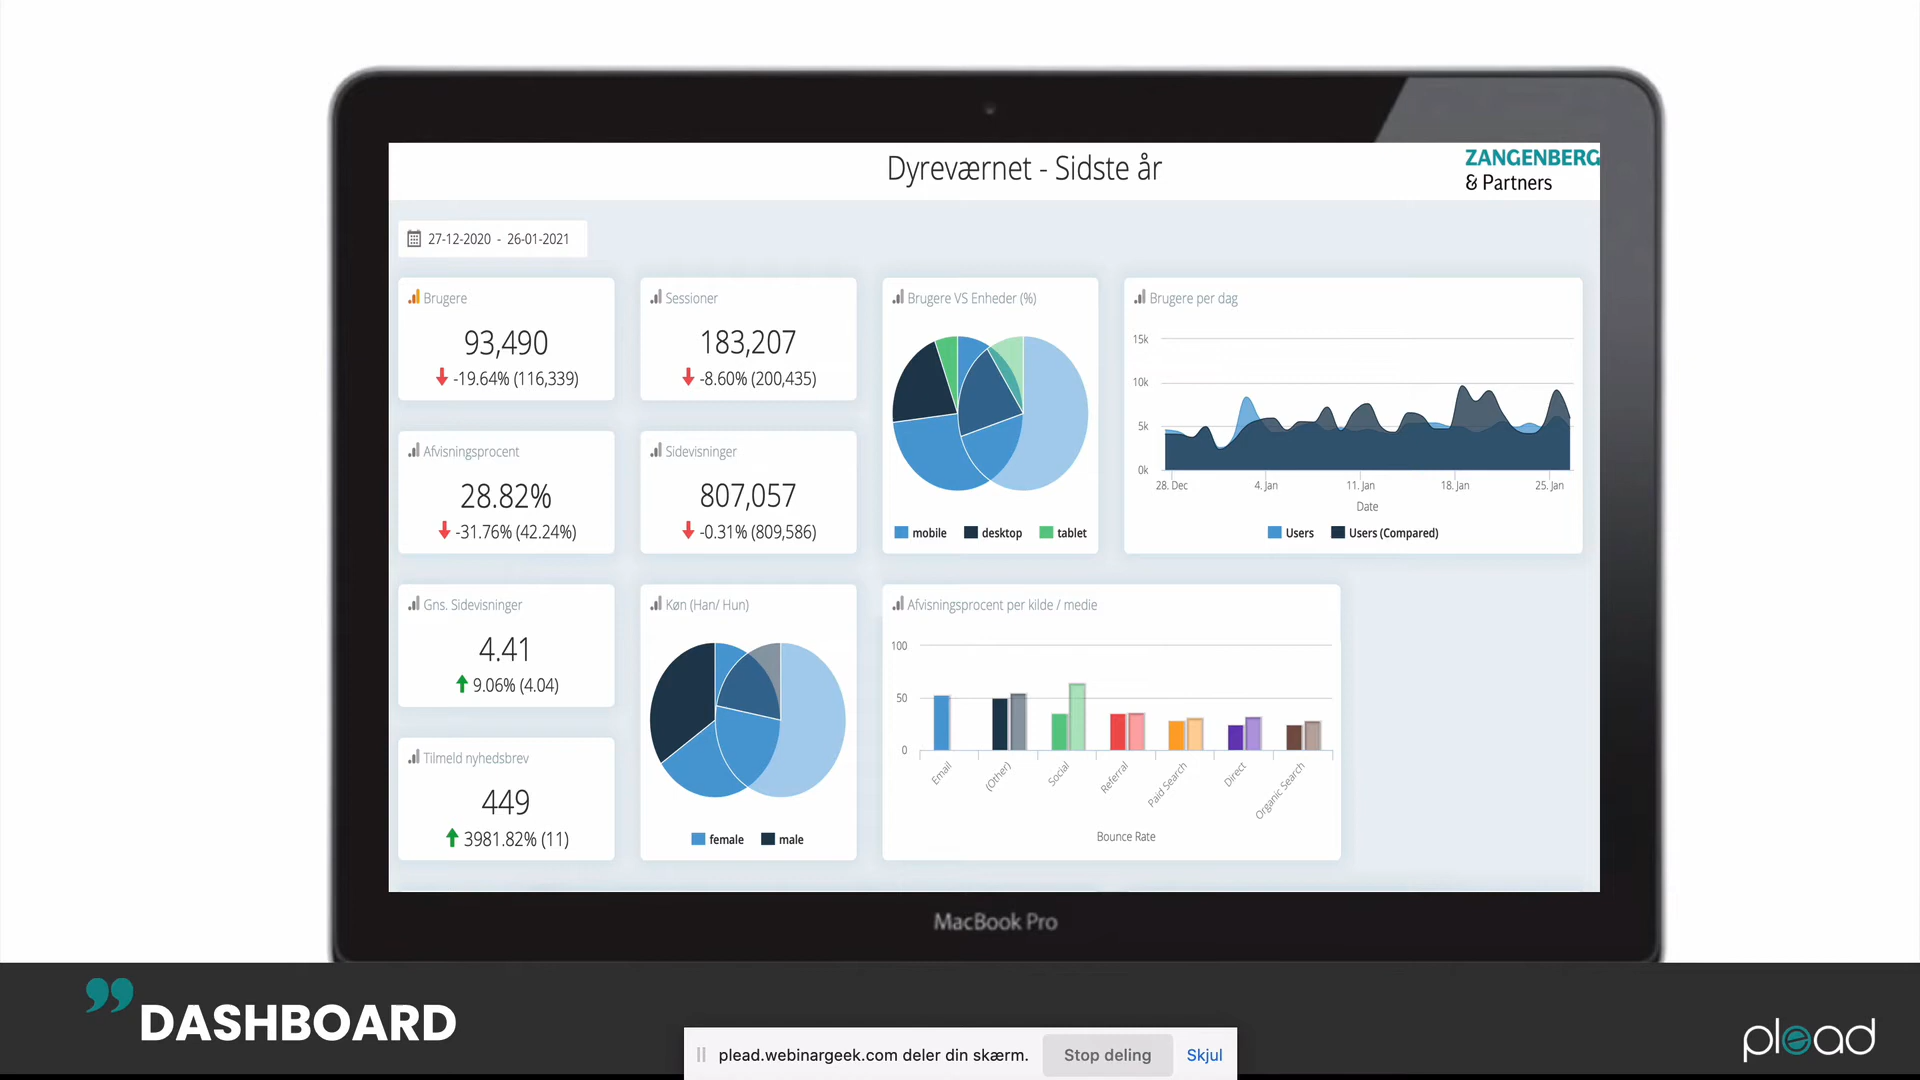 Dyreværnet - Sidste år
ZANGENBERG
& Partners
27-12-2020 - 26-01-2021
Brugere
93,490
-19.64% (116,339)
Sessioner
183,207
-8.60% (200,435)
Brugere VS Enheder (%)
mobile desktop tablet
Brugere per dag
15k
10k
5k
0k
28. Dec 4. Jan 11. Jan 18. Jan 25. Jan
Date
Users Users (Compared)
Afvisningsprocent
28.82%
-31.76% (42.24%)
Sidevisninger
807,057
-0.31% (809,586)
Gns. Sidevisninger
4.41
9.06% (4.04)
Køn (Han/ Hun)
female male
Afvisningsprocent per kilde / medie
100
50
0
Email (Other) Social Referral Paid Search Direct Organic Search
Bounce Rate
Tilmeld nyhedsbrev
449
3981.82% (11)
MacBook Pro
DASHBOARD
plead.webinargeek.com deler din skærm. Stop deling Skjul
plead